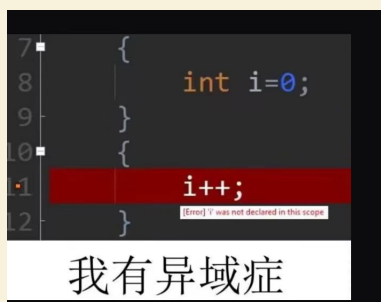 7 {
8 int i=0;
9 }
10 {
11 i++;
[Error] 'i' was not declared in this scope
12 }
我有异域症